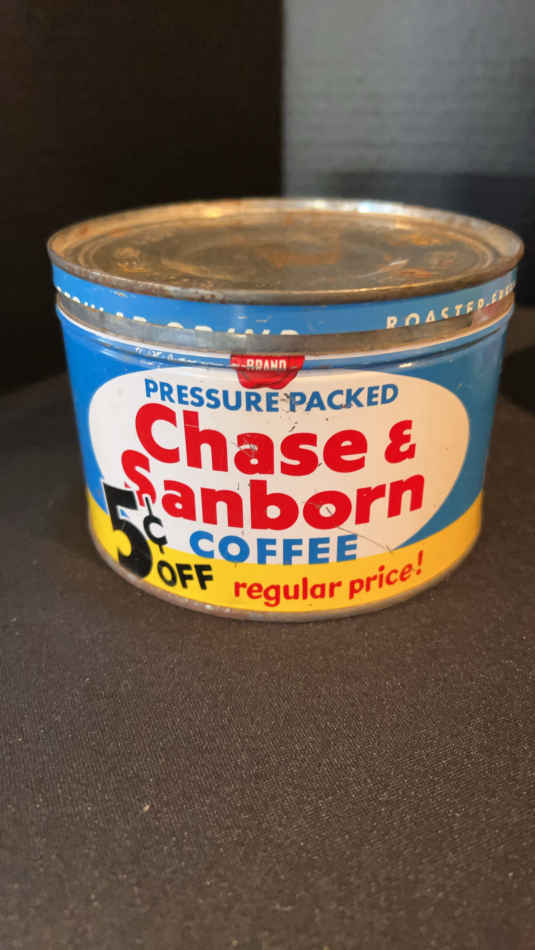 ROASTER
BRAND
PRESSURE PACKED
Chase &
Sanborn
COFFEE
5¢
OFF regular price!